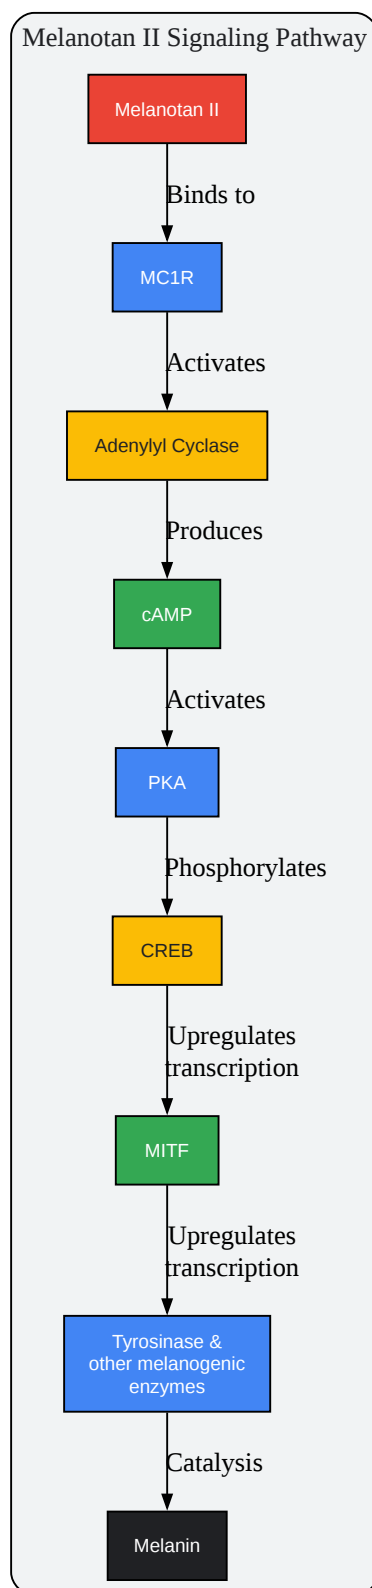 Melanotan II Signaling Pathway
Melanotan II
Binds to
MC1R
Activates
Adenylyl Cyclase
Produces
cAMP
Activates
PKA
Phosphorylates
CREB
Upregulates
transcription
MITF
Upregulates
transcription
Tyrosinase &
other melanogenic
enzymes
Catalysis
Melanin